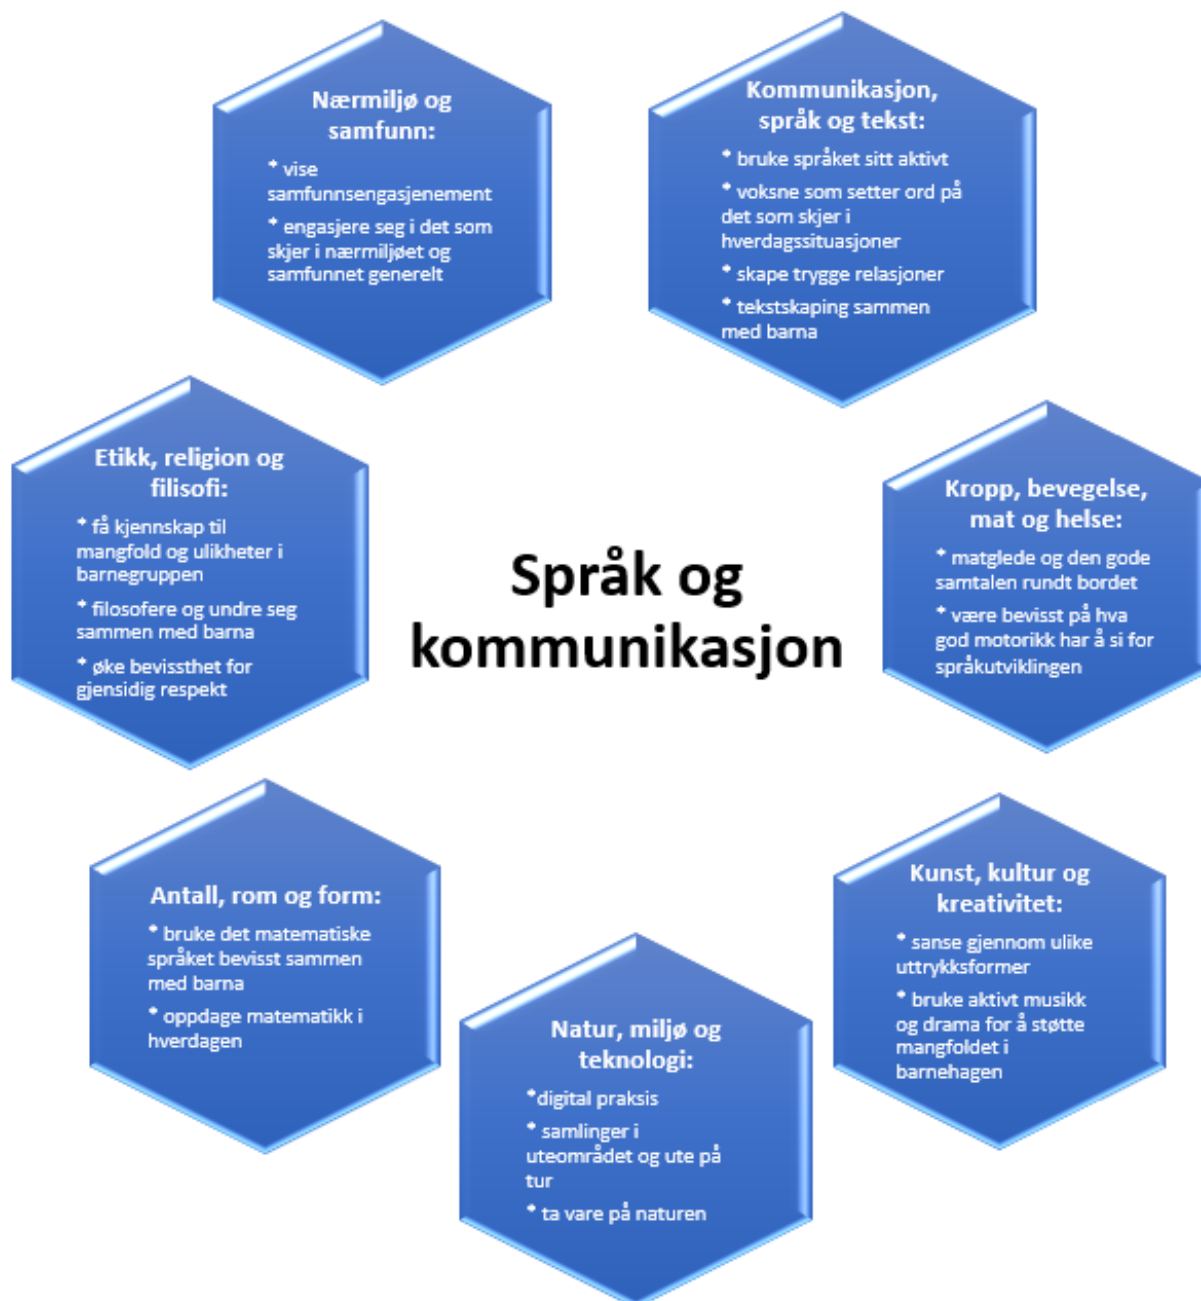 Nærmiljø og
samfunn:
* vise
samfunnsengasjenement
* engasjere seg i det som
skjer i nærmiljøet og
samfunnet generelt
Kommunikasjon,
språk og tekst:
* bruke språket sitt aktivt
* voksne som setter ord på
det som skjer i
hverdagssituasjoner
* skape trygge relasjoner
* tekstskaping sammen
med barna
Etikk, religion og
filisofi:
* få kjennskap til
mangfold og ulikheter i
barnegruppen
* filosofere og undre seg
sammen med barna
* øke bevissthet for
gjensidig respekt
Språk og
kommunikasjon
Kropp, bevegelse,
mat og helse:
* matglede og den gode
samtalen rundt bordet
* være bevisst på hva
god motorikk har å si for
språkutviklingen
Antall, rom og form:
* bruke det matematiske
språket bevisst sammen
med barna
* oppdage matematikk i
hverdagen
Natur, miljø og
teknologi:
*digital praksis
* samlinger i
uteområdet og ute på
tur
* ta vare på naturen
Kunst, kultur og
kreativitet:
* sanse gjennom ulike
uttrykksformer
* bruke aktivt musikk
og drama for å støtte
mangfoldet i
barnehagen